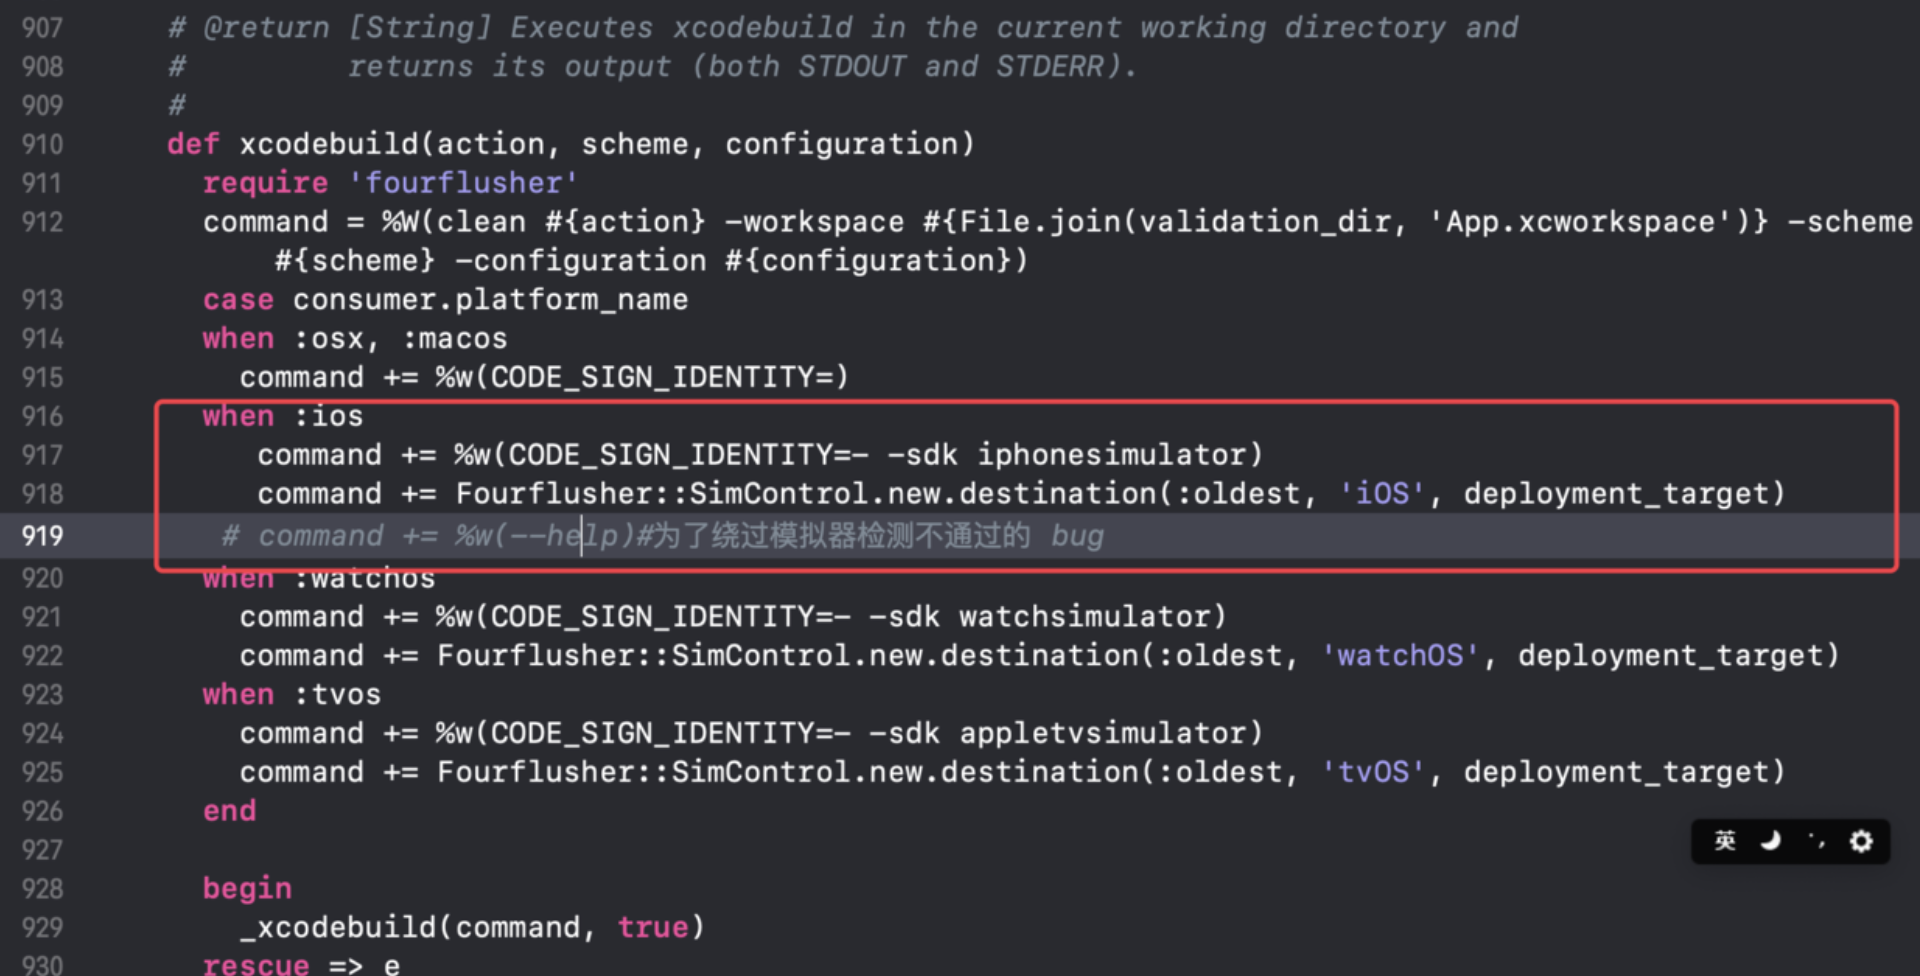 907 # @return [String] Executes xcodebuild in the current working directory and
908 #         returns its output (both STDOUT and STDERR).
909 #
910 def xcodebuild(action, scheme, configuration)
911   require 'fourflusher'
912   command = %W(clean #{action} -workspace #{File.join(validation_dir, 'App.xcworkspace')} -scheme
      #{scheme} -configuration #{configuration})
913   case consumer.platform_name
914   when :osx, :macos
915     command += %w(CODE_SIGN_IDENTITY=)
916   when :ios
917      command += %w(CODE_SIGN_IDENTITY=- -sdk iphonesimulator)
918      command += Fourflusher::SimControl.new.destination(:oldest, 'iOS', deployment_target)
919    # command += %w(--help)#为了绕过模拟器检测不通过的 bug
920   when :watchos
921     command += %w(CODE_SIGN_IDENTITY=- -sdk watchsimulator)
922     command += Fourflusher::SimControl.new.destination(:oldest, 'watchOS', deployment_target)
923   when :tvos
924     command += %w(CODE_SIGN_IDENTITY=- -sdk appletvsimulator)
925     command += Fourflusher::SimControl.new.destination(:oldest, 'tvOS', deployment_target)
926   end
英
927
928   begin
929     _xcodebuild(command, true)
930   rescue => e